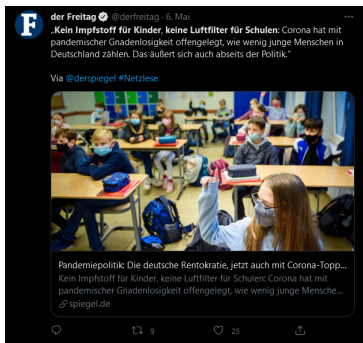 F der Freitag @derfreitag · 6. Mai
„Kein Impfstoff für Kinder, keine Luftfilter für Schulen: Corona hat mit
pandemischer Gnadenlosigkeit offengelegt, wie wenig junge Menschen in
Deutschland zählen. Das äußert sich auch abseits der Politik.“
Via @derspiegel #Netzlese
Pandemiepolitik: Die deutsche Rentokratie, jetzt auch mit Corona-Topp...
Kein Impfstoff für Kinder, keine Luftfilter für Schulen: Corona hat mit
pandemischer Gnadenlosigkeit offengelegt, wie wenig junge Mensche...
spiegel.de
9 25